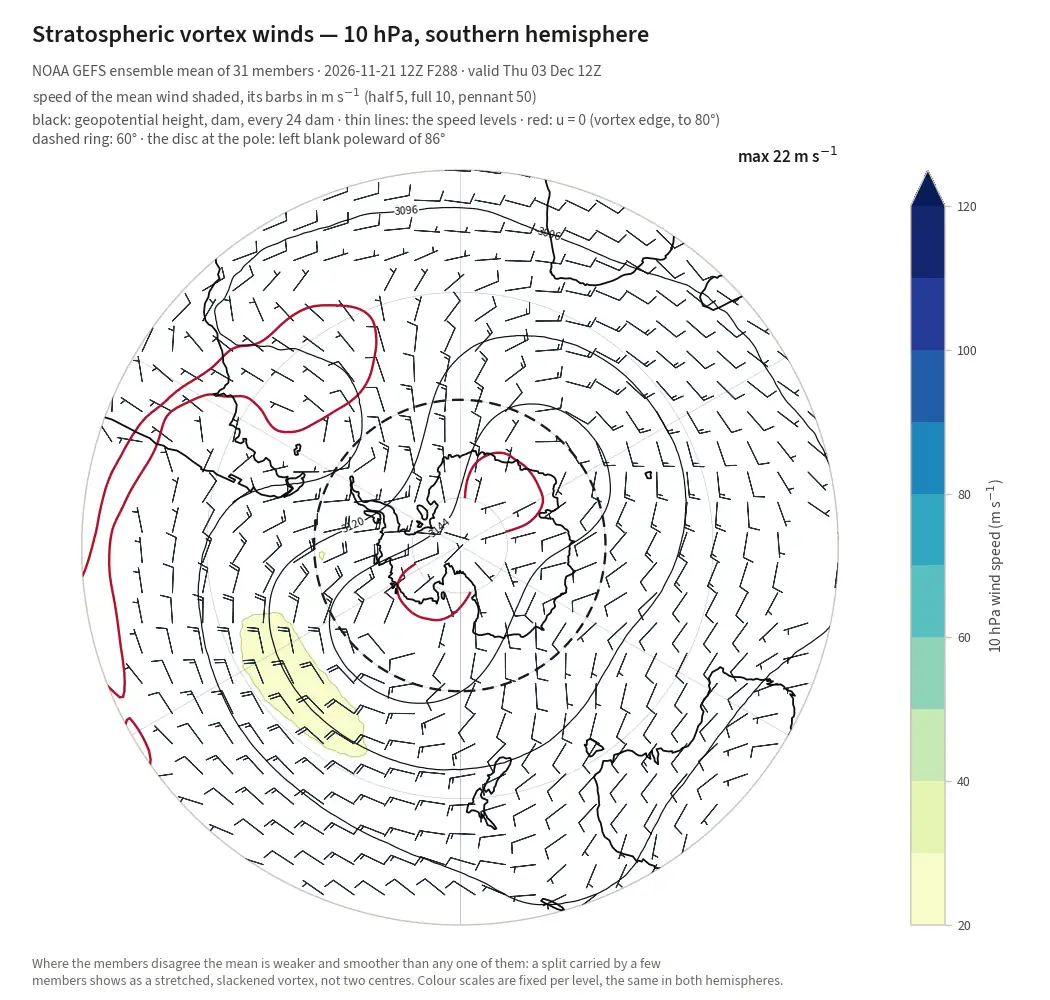 Stratospheric vortex winds — 10 hPa, southern hemisphere
NOAA GEFS ensemble mean of 31 members · 2026-11-21 12Z F288 · valid Thu 03 Dec 12Z
speed of the mean wind shaded, its barbs in m s⁻¹ (half 5, full 10, pennant 50)
black: geopotential height, dam, every 24 dam · thin lines: the speed levels · red: u = 0 (vortex edge, to 80°)
dashed ring: 60° · the disc at the pole: left blank poleward of 86°
max 22 m s⁻¹
3096
3096
3120
3144
120
100
80
60
40
20
10 hPa wind speed (m s⁻¹)
Where the members disagree the mean is weaker and smoother than any one of them: a split carried by a few
members shows as a stretched, slackened vortex, not two centres. Colour scales are fixed per level, the same in both hemispheres.